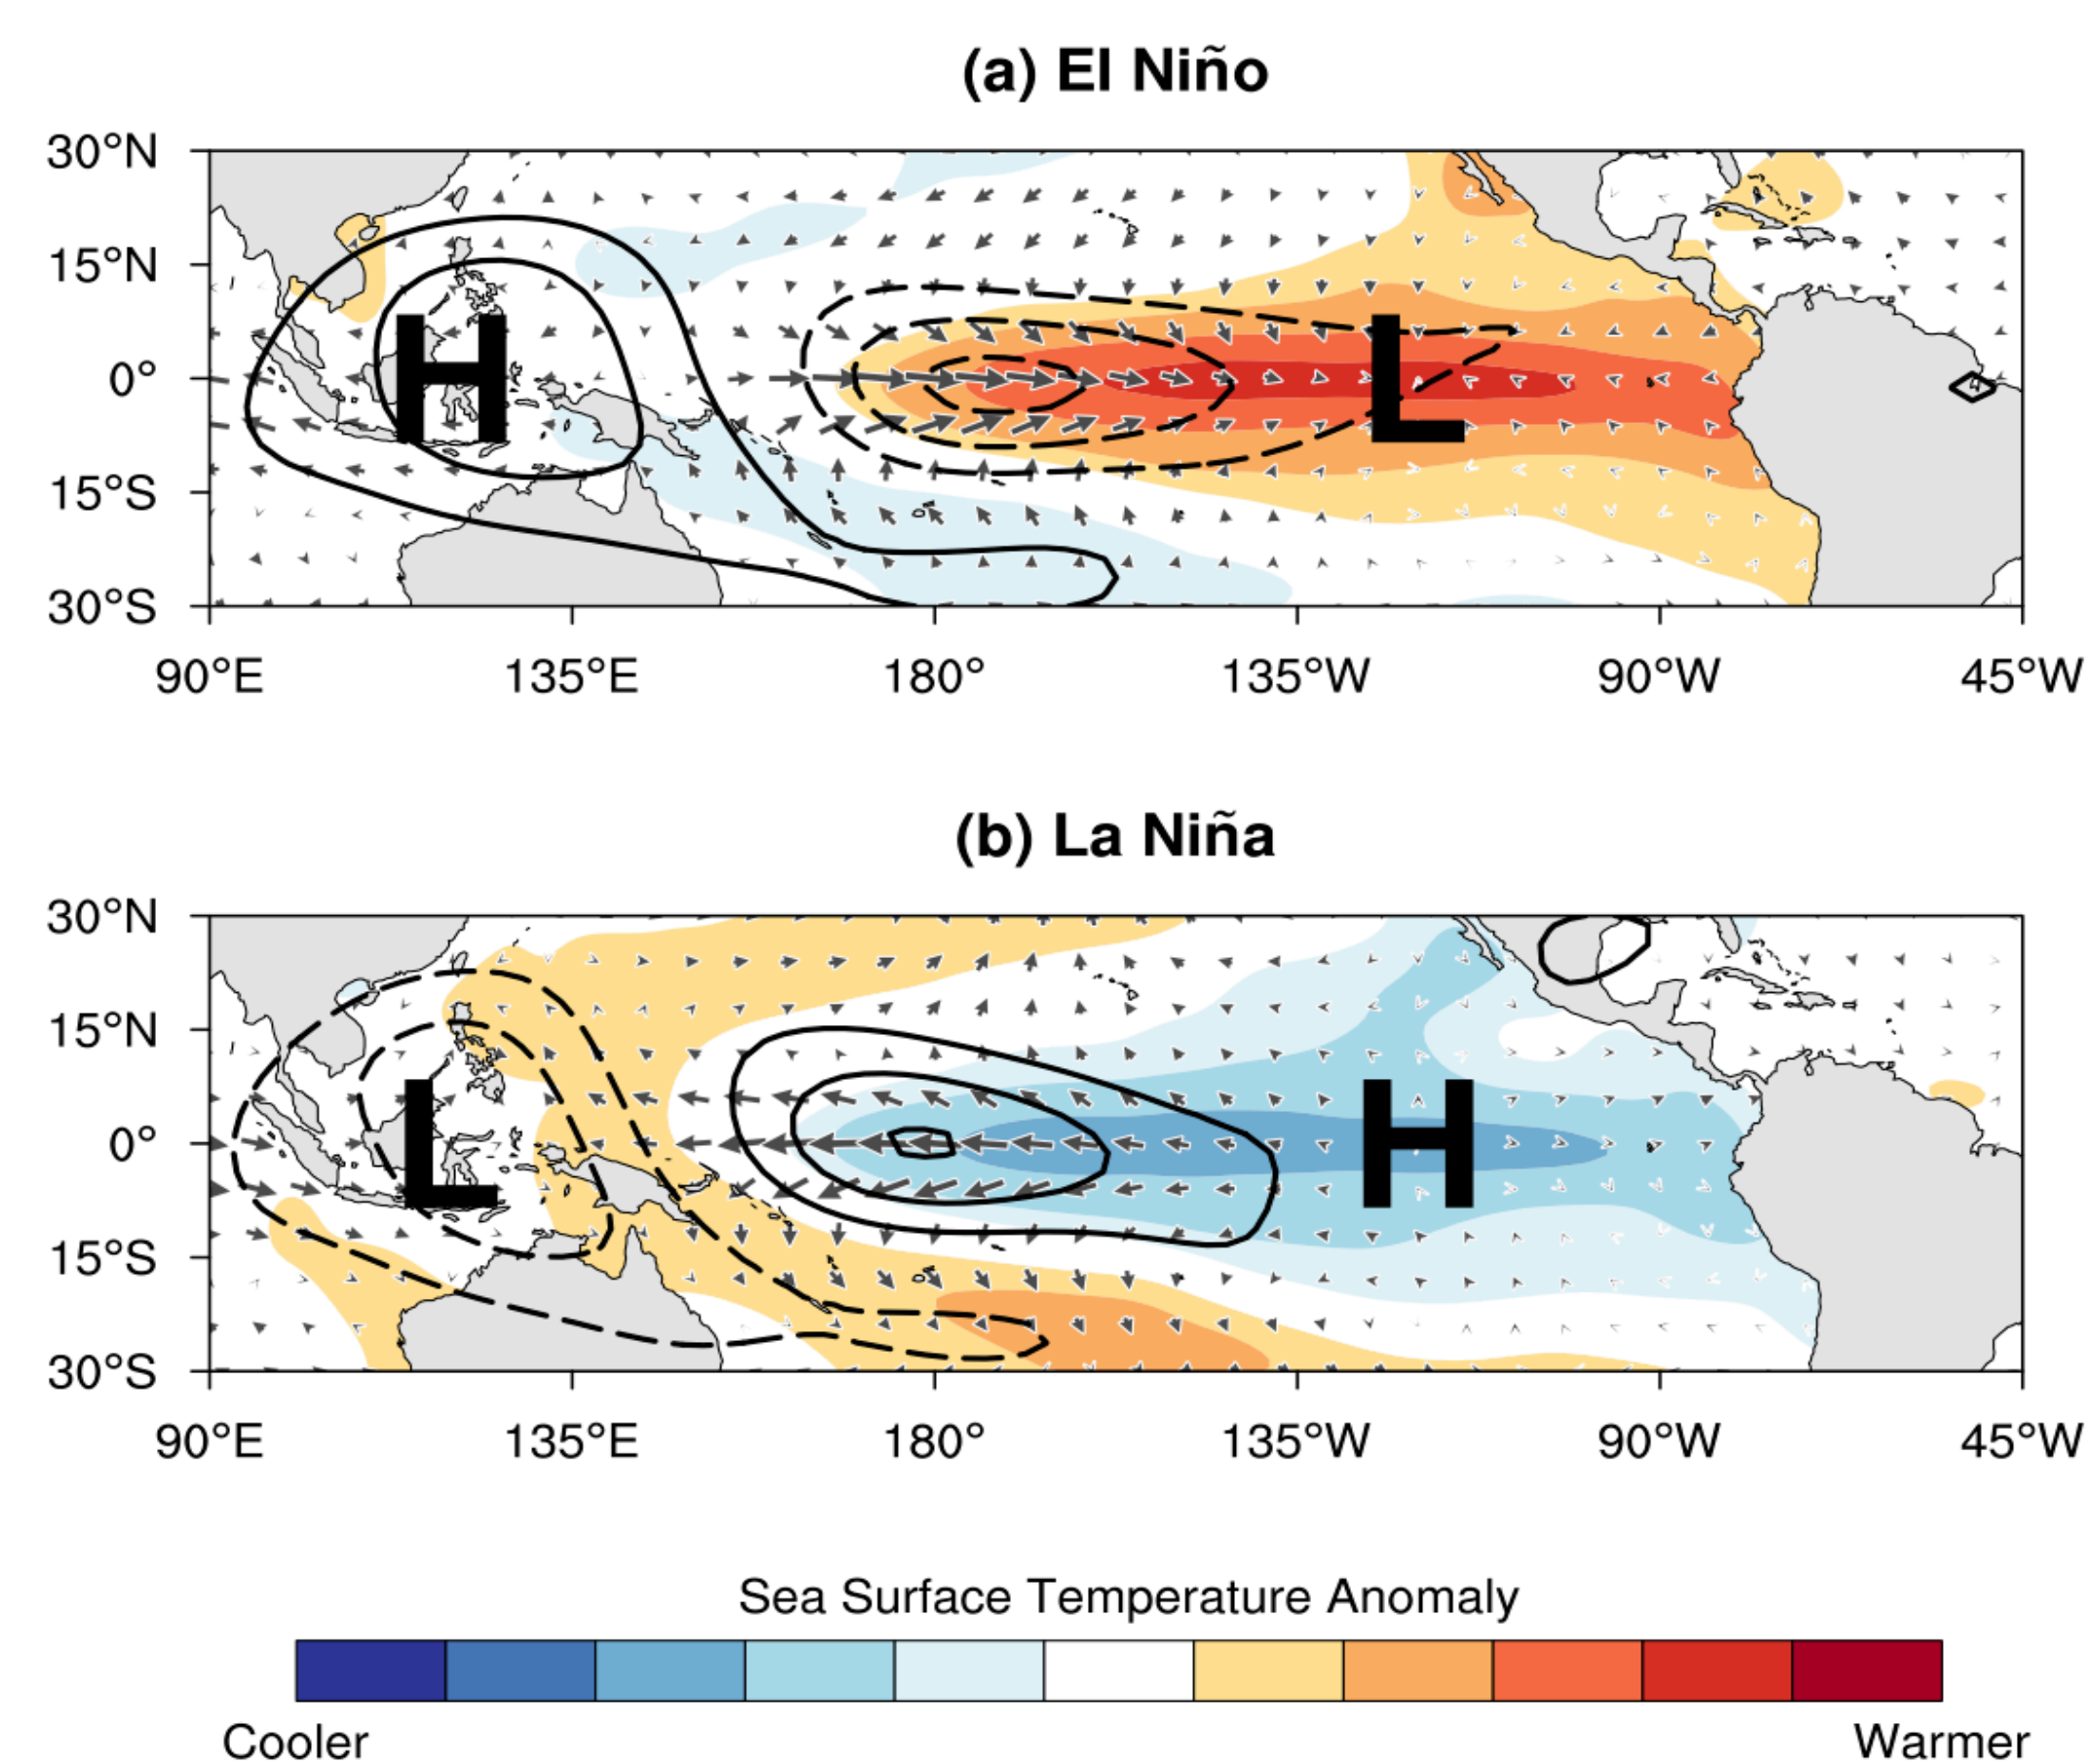 (a) El Niño
30°N
15°N
0°
15°S
30°S
H
L
90°E 135°E 180° 135°W 90°W 45°W
(b) La Niña
30°N
15°N
0°
15°S
30°S
L
H
90°E 135°E 180° 135°W 90°W 45°W
Sea Surface Temperature Anomaly
Cooler Warmer